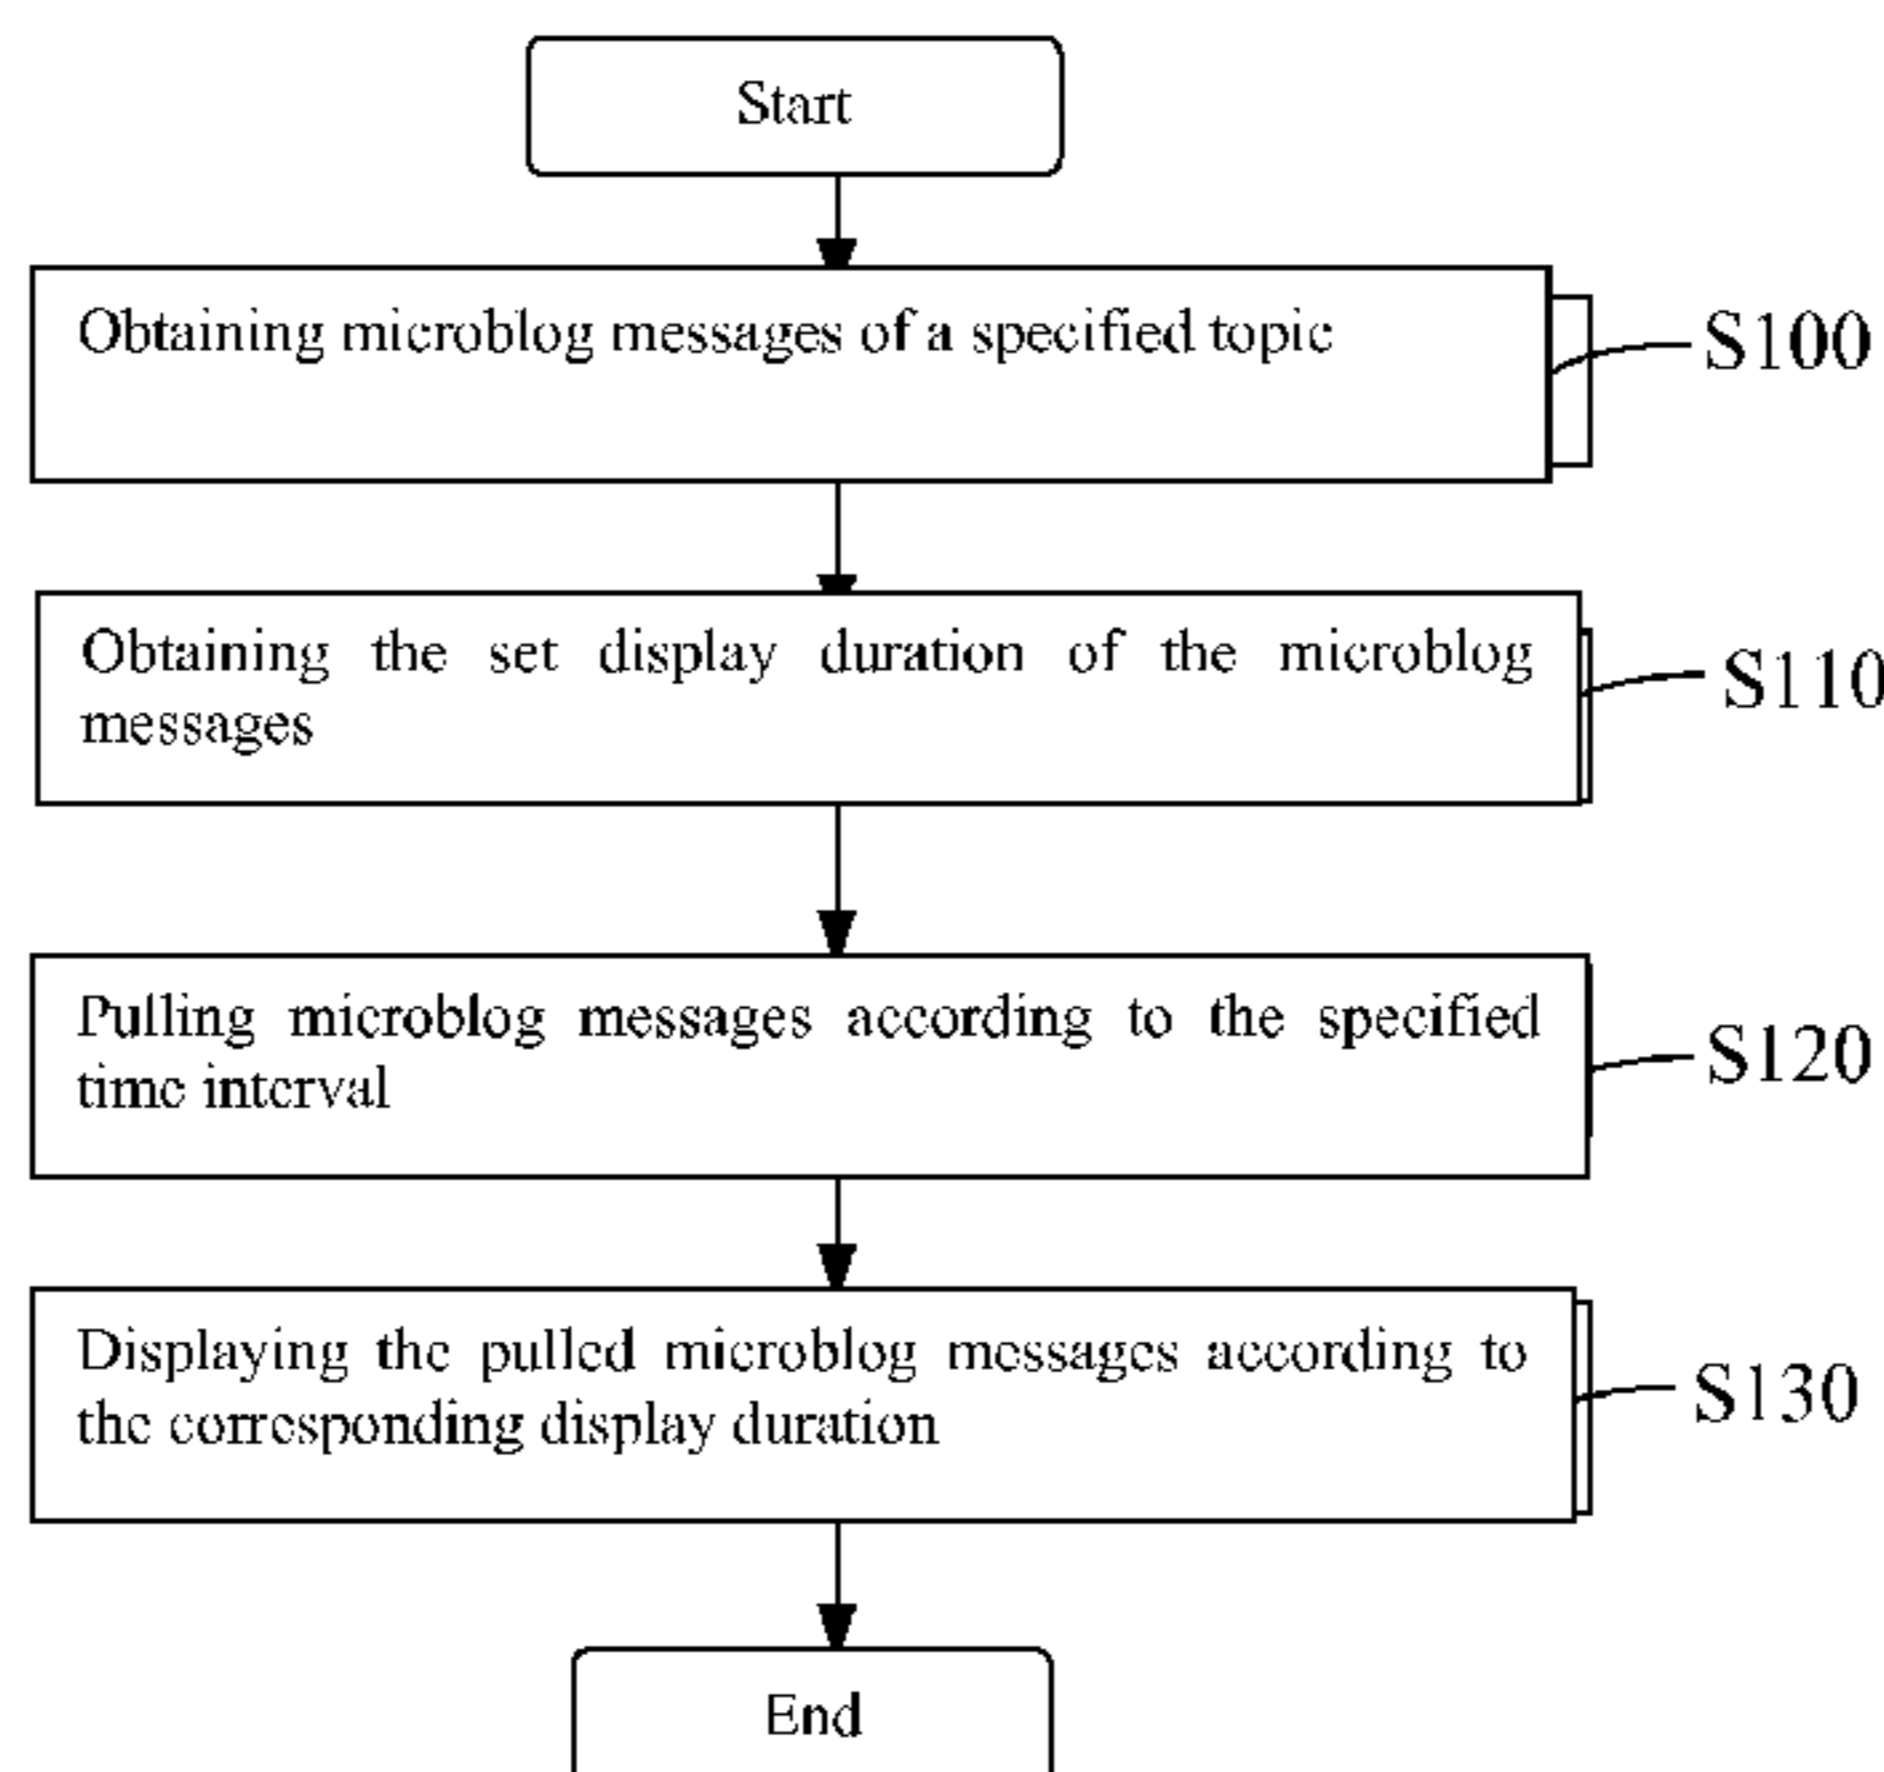 Start
Obtaining microblog messages of a specified topic
S100
Obtaining the set display duration of the microblog
messages
S110
Pulling microblog messages according to the specified
time interval
S120
Displaying the pulled microblog messages according to
the corresponding display duration
S130
End